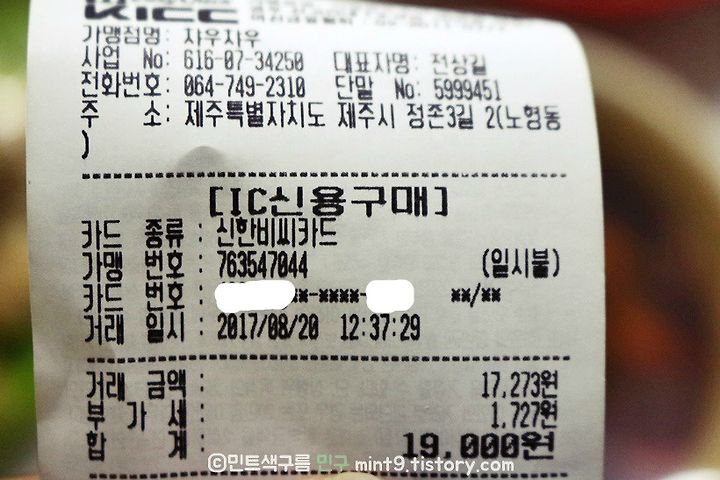 KICC
가맹점명 : 샤우샤우
사업 No: 616-07-34250 대표자명: 전상길
전화번호: 064-749-2310 단말 No: 5999451
주 소: 제주특별자치도 제주시 정존3길 2(노형동
)
[IC신용구매]
카드 종류 : 신한비씨카드
가맹 번호 : 763547044 (일시불)
카드 번호 : **-****- **/**
거래 일시 : 2017/08/20 12:37:29
거래 금액 : 17,273원
부 가 세 : 1,727원
합 계 : 19,000원
©민트색구름 민구 mint9.tistory.com